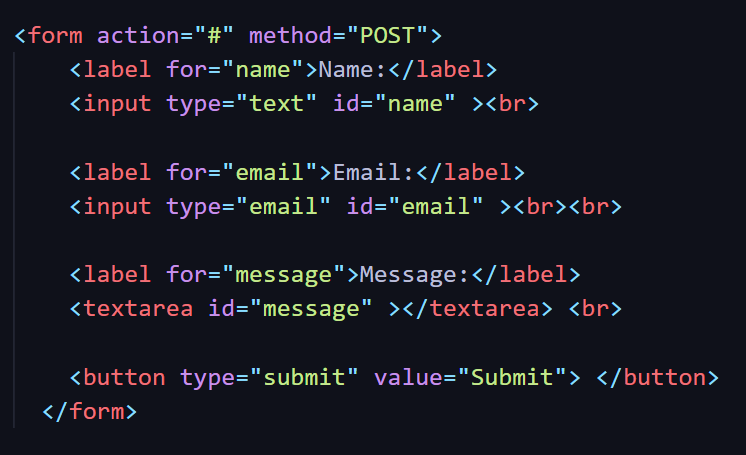 <form action="#" method="POST">
<label for="name">Name:</label>
<input type="text" id="name" ><br>
<label for="email">Email:</label>
<input type="email" id="email" ><br><br>
<label for="message">Message:</label>
<textarea id="message" ></textarea> <br>
<button type="submit" value="Submit"> </button>
</form>